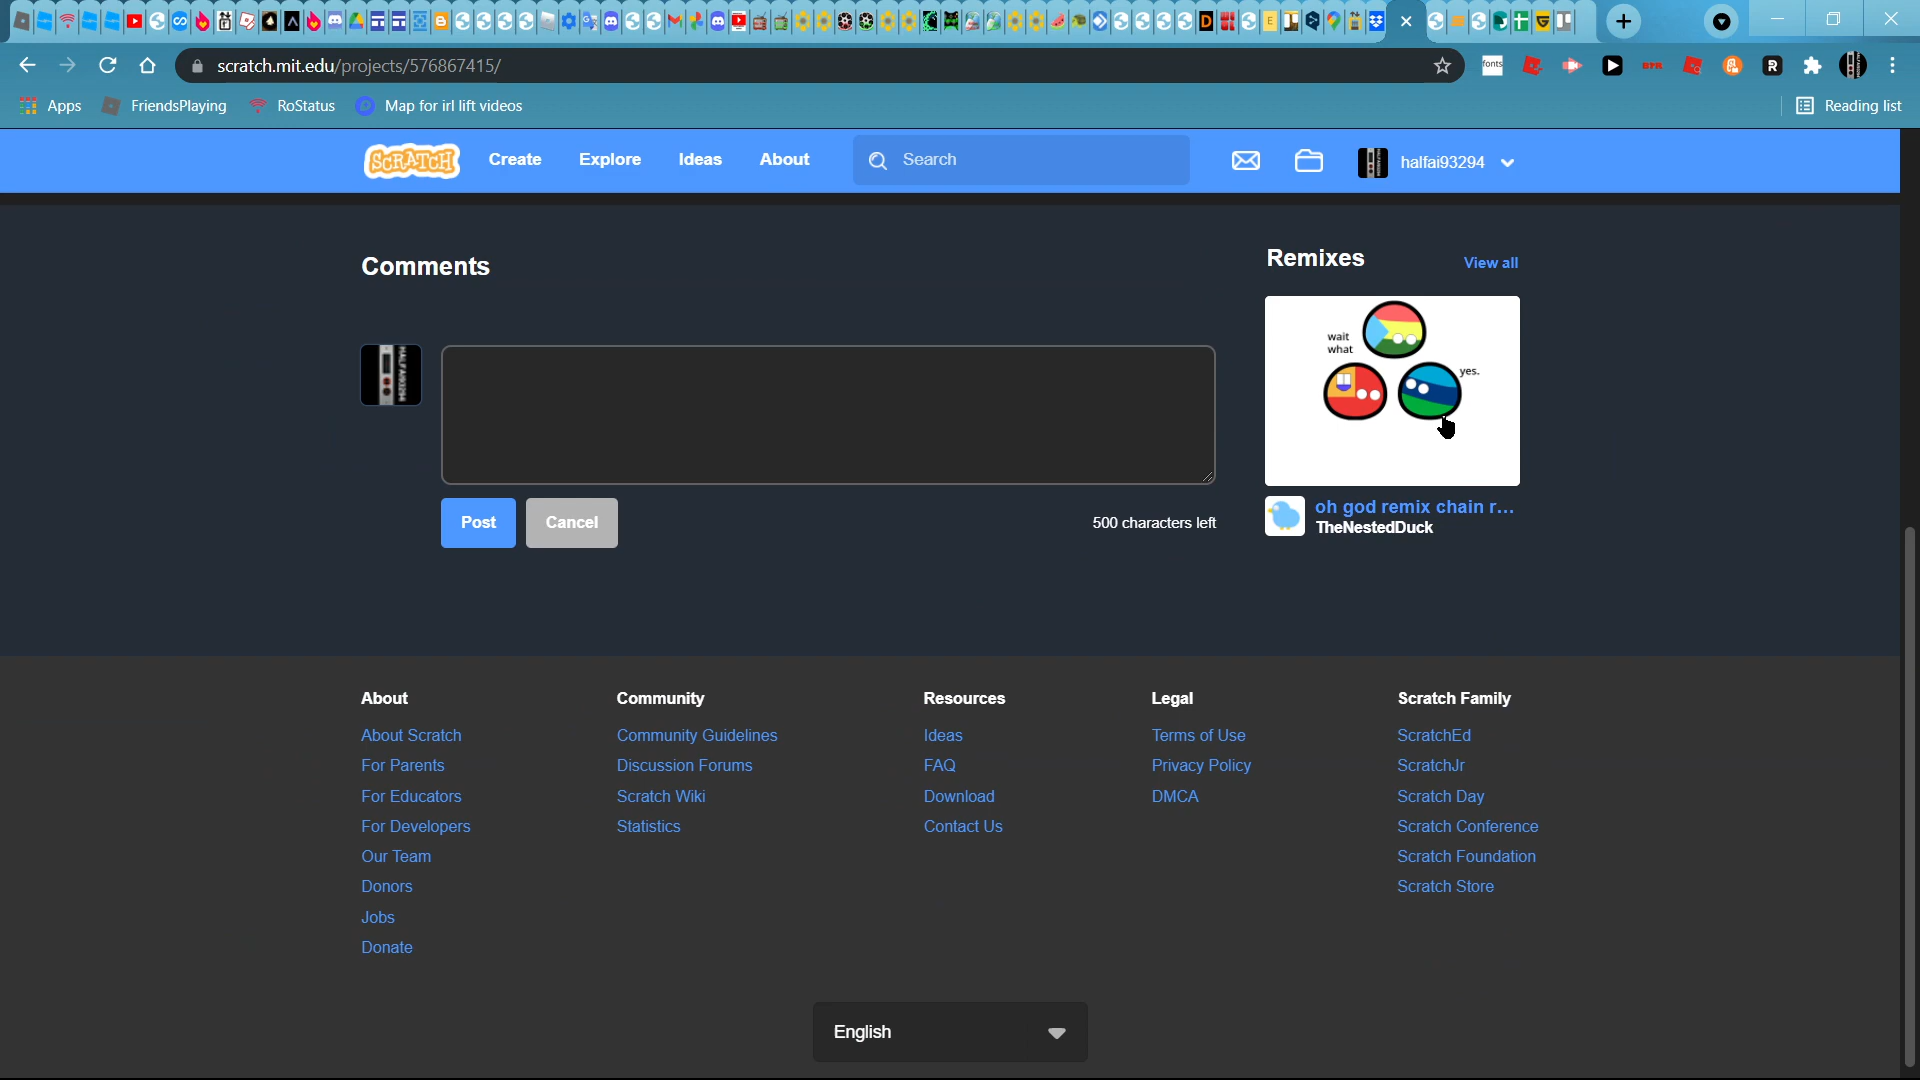 scratch.mit.edu/projects/576867415/
fonts
BTR
Apps
FriendsPlaying
RoStatus
Map for irl lift videos
Reading list
SCRATCH
Create
Explore
Ideas
About
Search
halfai93294
Comments
Remixes
View all
HALFAI93294
wait
what
yes.
oh god remix chain r...
TheNestedDuck
Post
Cancel
500 characters left
About
Community
Resources
Legal
Scratch Family
About Scratch
Community Guidelines
Ideas
Terms of Use
ScratchEd
For Parents
Discussion Forums
FAQ
Privacy Policy
ScratchJr
For Educators
Scratch Wiki
Download
DMCA
Scratch Day
For Developers
Statistics
Contact Us
Scratch Conference
Our Team
Scratch Foundation
Donors
Scratch Store
Jobs
Donate
English